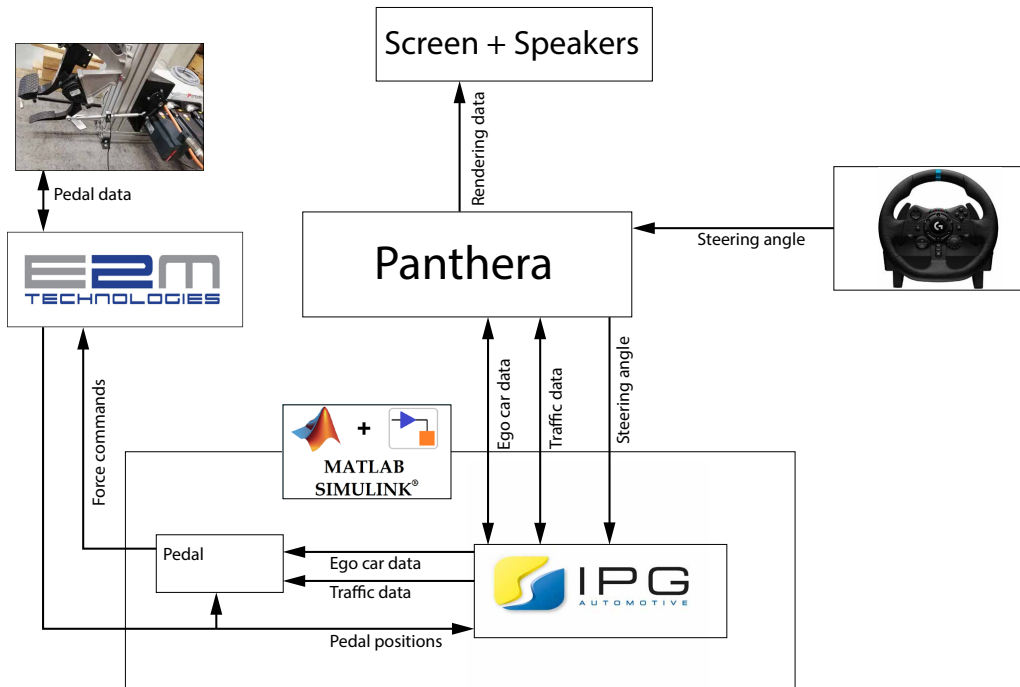 Screen + Speakers
Rendering data
Pedal data
Steering angle
E2M
TECHNOLOGIES
Panthera
Ego car data
Traffic data
Steering angle
Force commands
+
MATLAB
SIMULINK®
Pedal
Ego car data
Traffic data
IPG
AUTOMOTIVE
Pedal positions